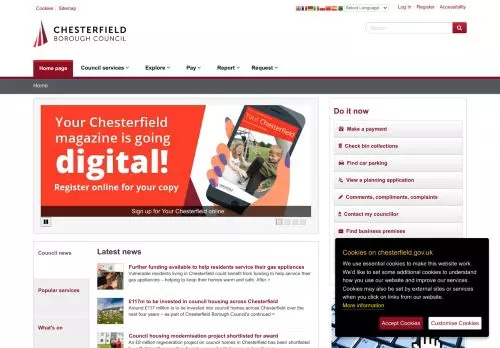 Cookies Sitemap
Select Language
Log in Register Accessibility
CHESTERFIELD
BOROUGH COUNCIL
Search
Home page Council services Explore Pay Report Request
Home
Your Chesterfield
magazine is going
digital!
Register online for your copy
Your Chesterfield
Sign up for Your Chesterfield online
Do it now
Make a payment
Check bin collections
Find car parking
View a planning application
Comments, compliments, complaints
Contact my councillor
Find business premises
Council news
Popular services
What's on
Latest news
Further funding available to help residents service their gas appliances
Vulnerable residents living in Chesterfield could benefit from funding to help service their
gas appliances – helping to keep their homes warm and safe. After >
£117m to be invested in council housing across Chesterfield
Around £117 million is to be invested into council homes across Chesterfield over the
next four years – as part of Chesterfield Borough Council's continued >
Council housing modernisation project shortlisted for award
An £9 million regeneration project on council homes in Chesterfield has been shortlisted
Cookies on chesterfield.gov.uk
We use essential cookies to make this website work.
We'd like to set some additional cookies to understand
how you use our website and improve our services.
Cookies may also be set by external sites or services
when you click on links from our website.
More information
Accept Cookies Customise Cookies